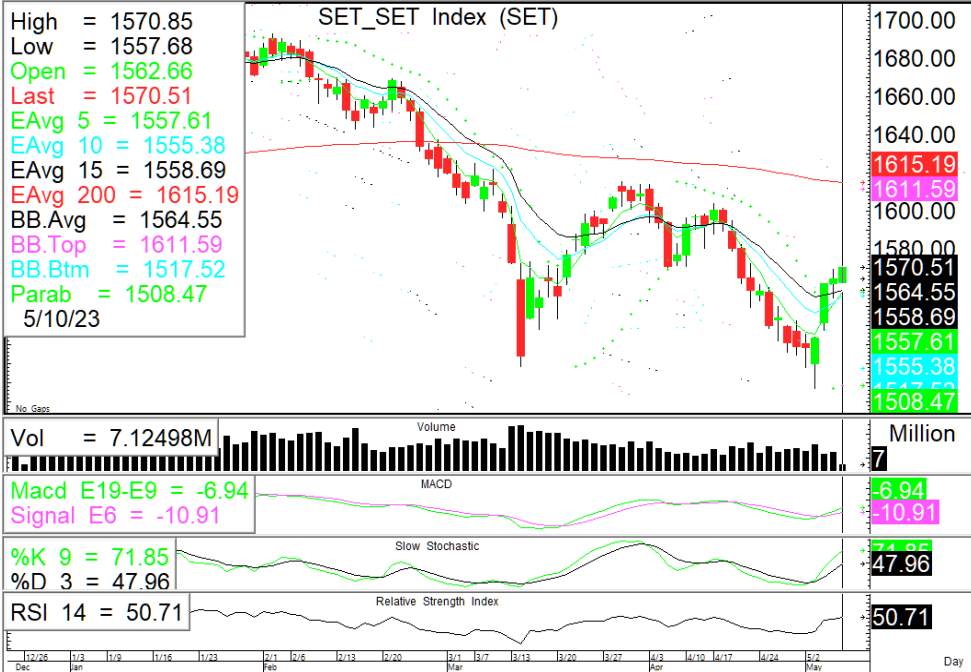 SET_SET Index (SET)
High = 1570.85
Low = 1557.68
Open = 1562.66
Last = 1570.51
EAvg 5 = 1557.61
EAvg 10 = 1555.38
EAvg 15 = 1558.69
EAvg 200 = 1615.19
BB.Avg = 1564.55
BB.Top = 1611.59
BB.Btm = 1517.52
Parab = 1508.47
5/10/23
No Gaps
1700.00
1680.00
1660.00
1640.00
1615.19
1611.59
1600.00
1580.00
1570.51
1564.55
1558.69
1557.61
1555.38
1517.52
1508.47
Volume
Vol = 7.12498M
Million
7
MACD
Macd E19-E9 = -6.94
Signal E6 = -10.91
-6.94
-10.91
Slow Stochastic
%K 9 = 71.85
%D 3 = 47.96
71.85
47.96
Relative Strength Index
RSI 14 = 50.71
50.71
12/26 1/3 1/9 1/16 1/23 2/1 2/6 2/13 2/20 3/1 3/7 3/13 3/20 3/27 4/3 4/10 4/17 4/24 5/2
Dec Jan Feb Mar Apr May Day